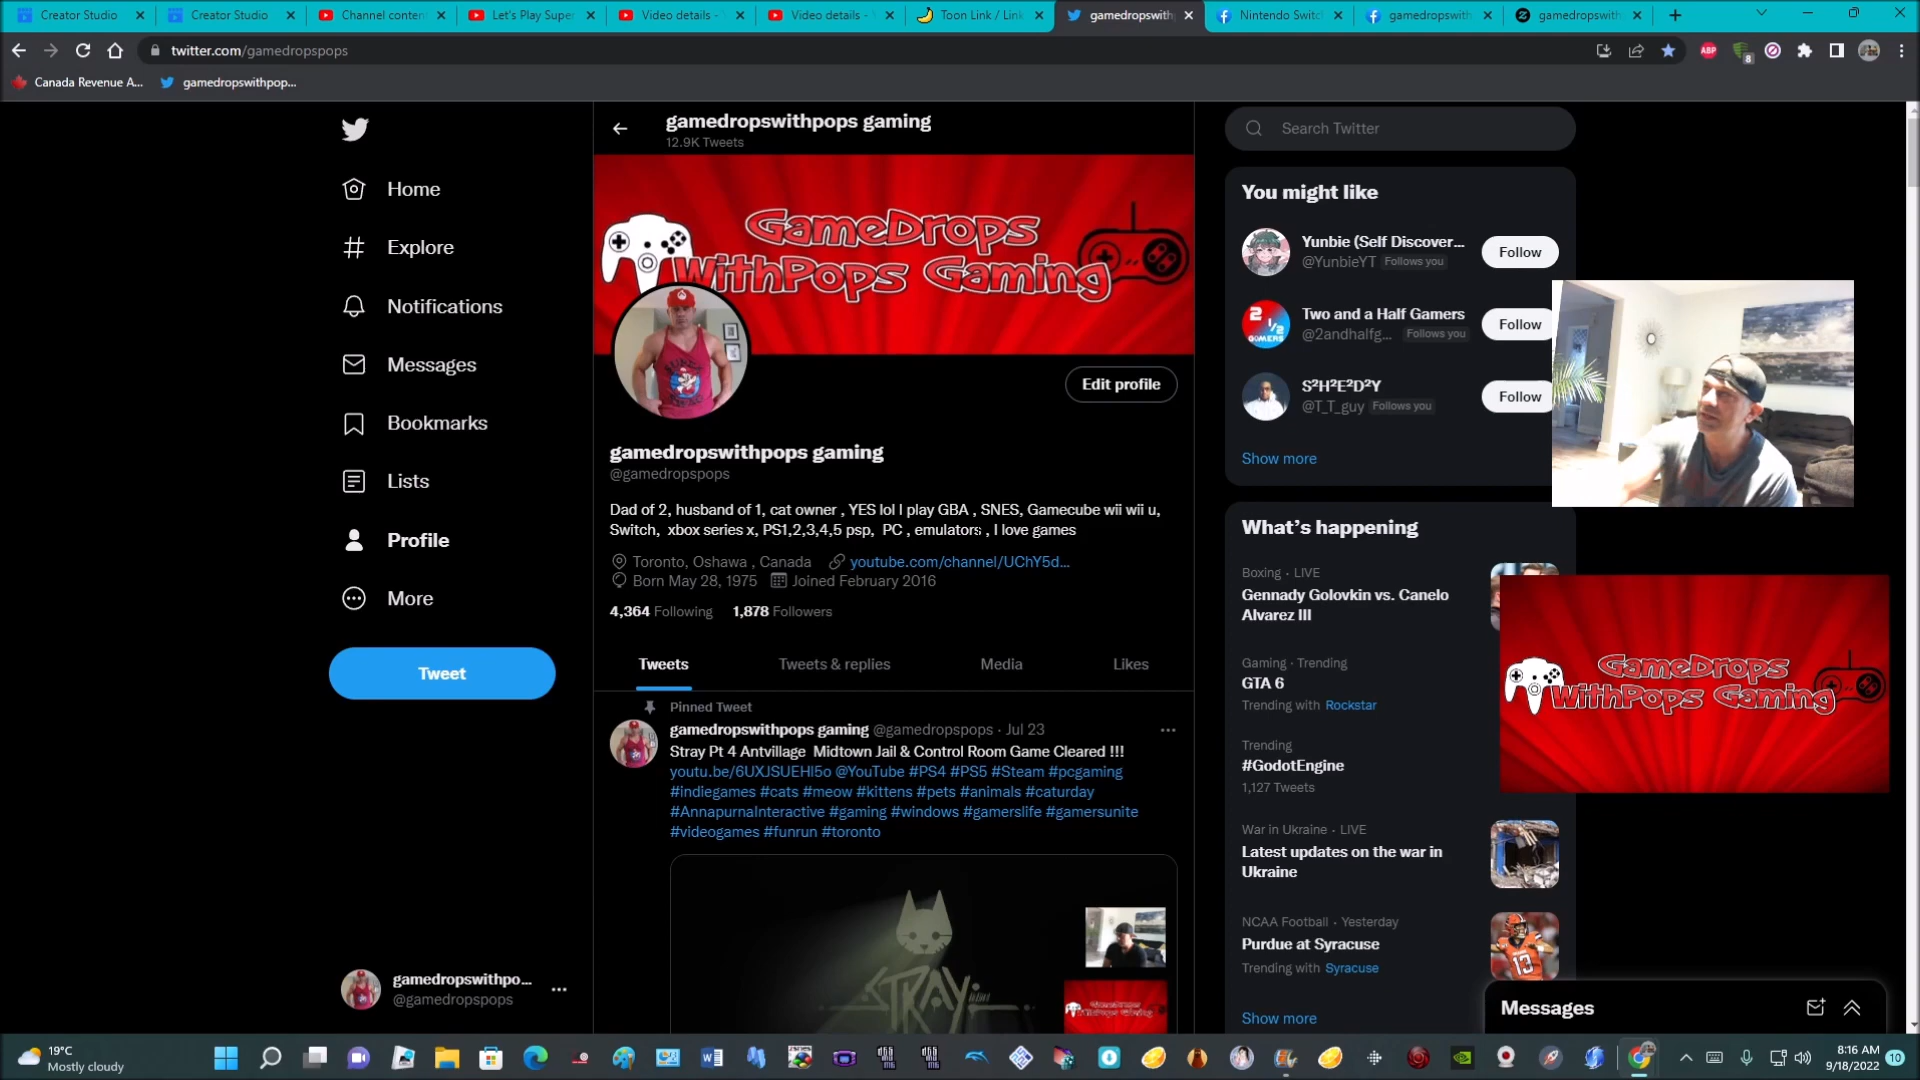 Creator Studio
Creator Studio
Channel conten
Let's Play Super
Video details -
Video details -
Toon Link / Link
gamedropswith
Nintendo Switc
gamedropswith
gamedropswith
twitter.com/gamedropspops
ABP
8
Canada Revenue A...
gamedropswithpop...
gamedropswithpops gaming
12.9K Tweets
Search Twitter
Home
Explore
Notifications
Messages
Bookmarks
Lists
Profile
More
Tweet
gamedropswithpo...
@gamedropspops
GameDrops
WithPops Gaming
Edit profile
gamedropswithpops gaming
@gamedropspops
Dad of 2, husband of 1, cat owner , YES lol I play GBA , SNES, Gamecube wii wii u,
Switch, xbox series x, PS1,2,3,4,5 psp, PC , emulators , I love games
Toronto, Oshawa , Canada youtube.com/channel/UChY5d...
Born May 28, 1975 Joined February 2016
4,364 Following 1,878 Followers
Tweets Tweets & replies Media Likes
Pinned Tweet
gamedropswithpops gaming @gamedropspops · Jul 23
Stray Pt 4 Antvillage Midtown Jail & Control Room Game Cleared !!!
youtu.be/6UXJSUEHI5o @YouTube #PS4 #PS5 #Steam #pcgaming
#indiegames #cats #meow #kittens #pets #animals #caturday
#AnnapurnaInteractive #gaming #windows #gamerslife #gamersunite
#videogames #funrun #toronto
STRAY
You might like
Yunbie (Self Discover...
@YunbieYT Follows you
Follow
2 1/2
GOMERS
Two and a Half Gamers
@2andhalfg... Follows you
Follow
S²H²E²D²Y
@T_T_guy Follows you
Follow
Show more
What's happening
Boxing · LIVE
Gennady Golovkin vs. Canelo
Alvarez III
Gaming · Trending
GTA 6
Trending with Rockstar
Trending
#GodotEngine
1,127 Tweets
War in Ukraine · LIVE
Latest updates on the war in
Ukraine
NCAA Football · Yesterday
Purdue at Syracuse
Trending with Syracuse
13
Show more
GameDrops
WithPops Gaming
Messages
19°C
Mostly cloudy
8:16 AM
9/18/2022
10